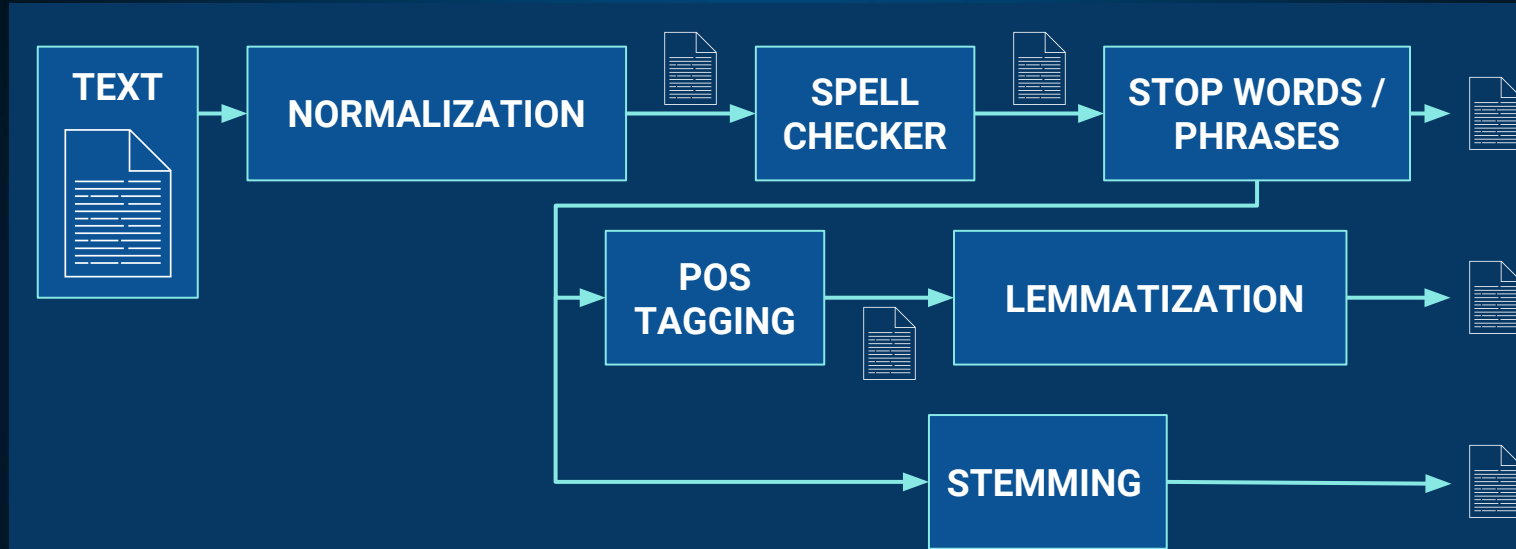 TEXT
NORMALIZATION
SPELL
CHECKER
STOP WORDS /
PHRASES
POS
TAGGING
LEMMATIZATION
STEMMING